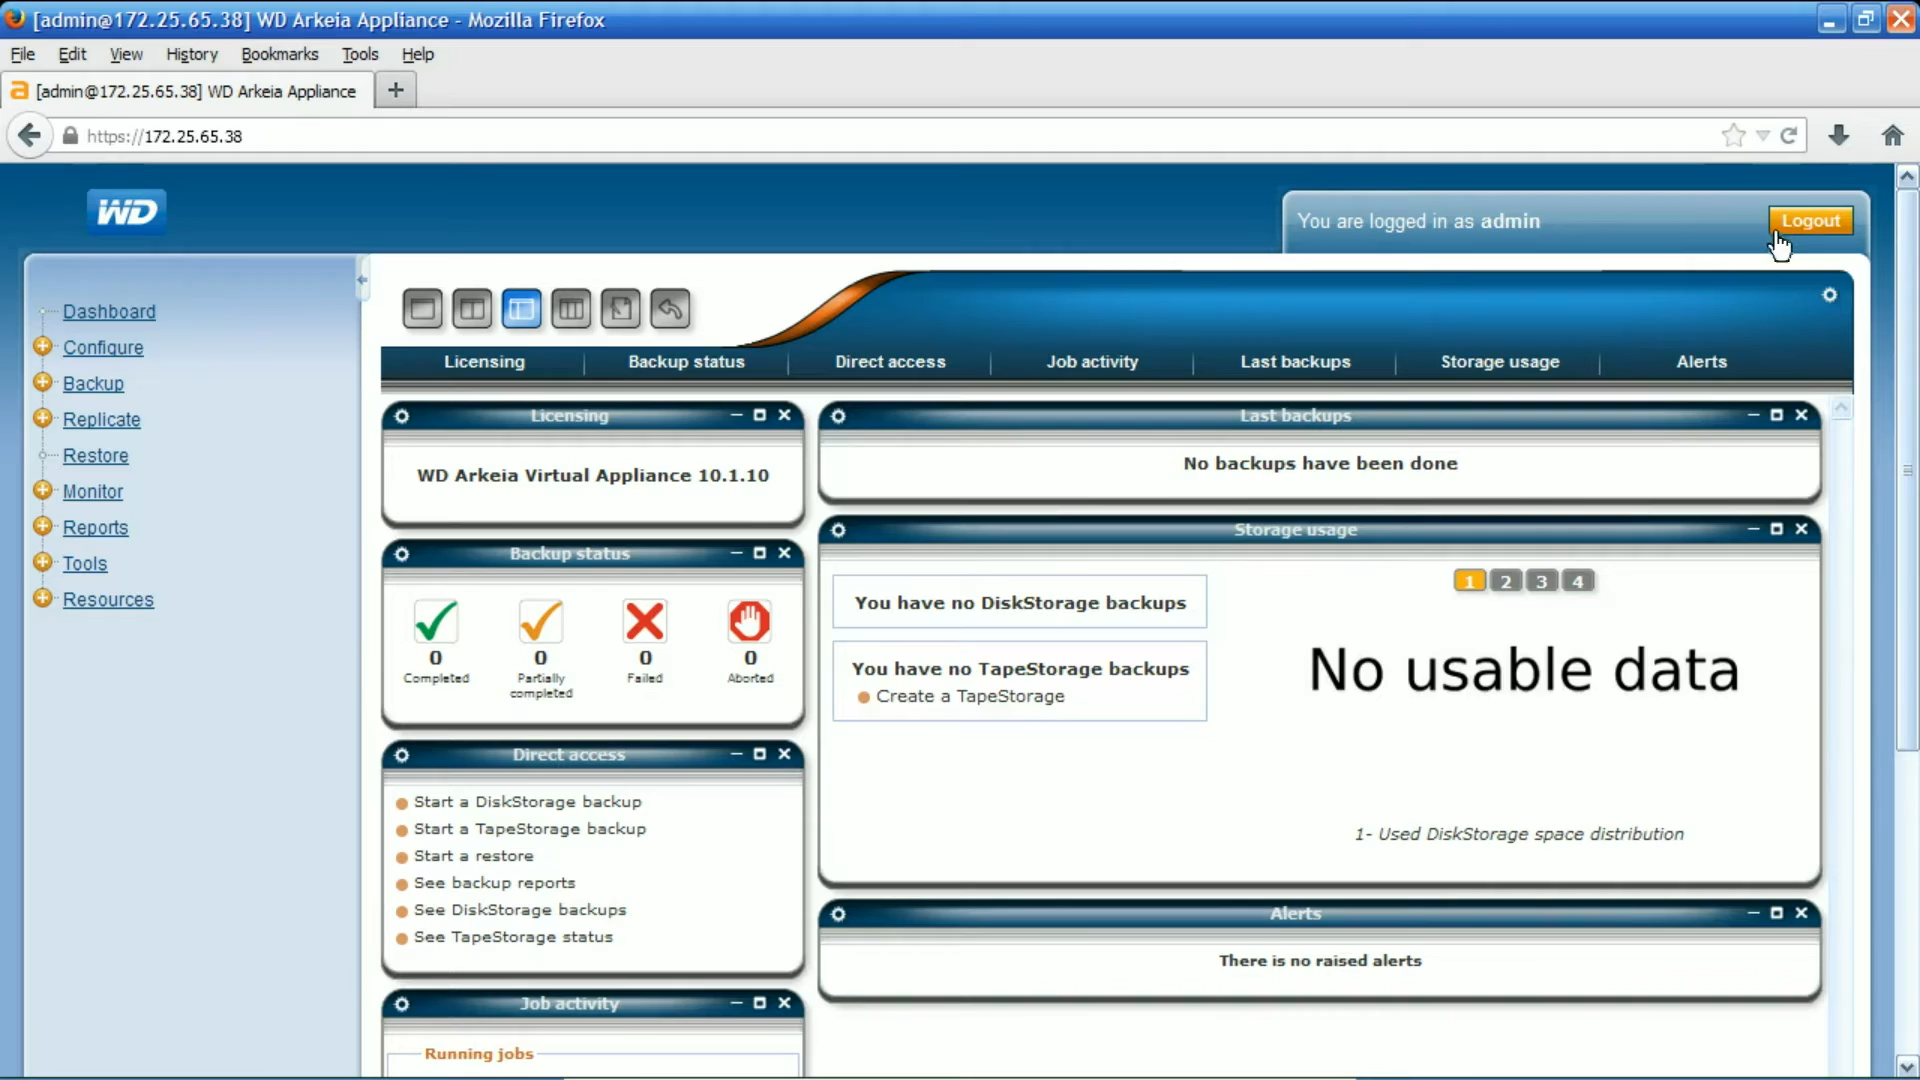 [admin@172.25.65.38] WD Arkeia Appliance - Mozilla Firefox
File Edit View History Bookmarks Tools Help
[admin@172.25.65.38] WD Arkeia Appliance
https://172.25.65.38
WD
You are logged in as admin
Logout
Dashboard
Configure
Backup
Replicate
Restore
Monitor
Reports
Tools
Resources
Licensing Backup status Direct access Job activity Last backups Storage usage Alerts
Licensing
WD Arkeia Virtual Appliance 10.1.10
Backup status
0 0 0 0
Completed Partially completed Failed Aborted
Direct access
Start a DiskStorage backup
Start a TapeStorage backup
Start a restore
See backup reports
See DiskStorage backups
See TapeStorage status
Job activity
Running jobs
Last backups
No backups have been done
Storage usage
You have no DiskStorage backups
You have no TapeStorage backups
Create a TapeStorage
1 2 3 4
No usable data
1- Used DiskStorage space distribution
Alerts
There is no raised alerts